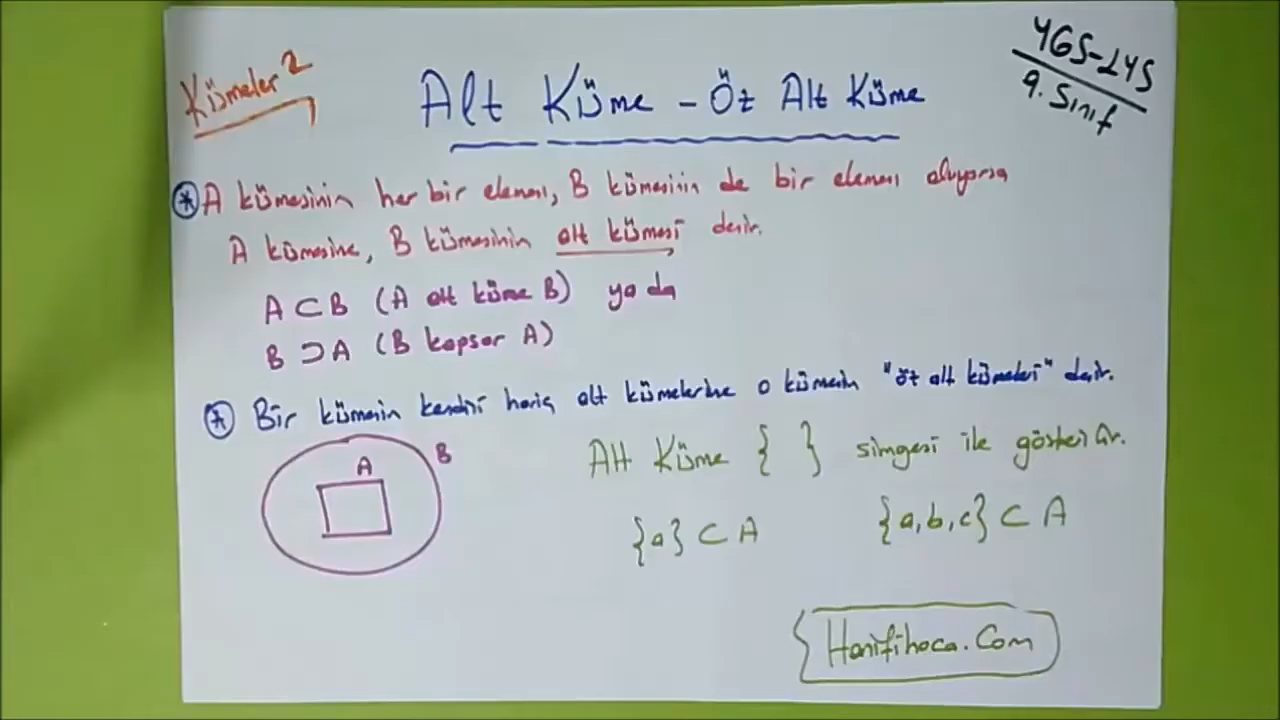 Kümeler 2
Alt Küme - Öz Alt Küme
YGS-LYS
9. Sınıf
* A kümesinin her bir elemanı, B kümesinin de bir elemanı oluyorsa
A kümesine, B kümesinin alt kümesi denir.
A ⊂ B (A alt küme B) ya da
B ⊃ A (B kapsar A)
* Bir kümenin kendisi hariç alt kümelerine o kümenin "öz alt kümeleri" denir.
A B
Alt Küme { } simgesi ile gösterilir.
{a} ⊂ A {a,b,c} ⊂ A
Hanifihoca.Com